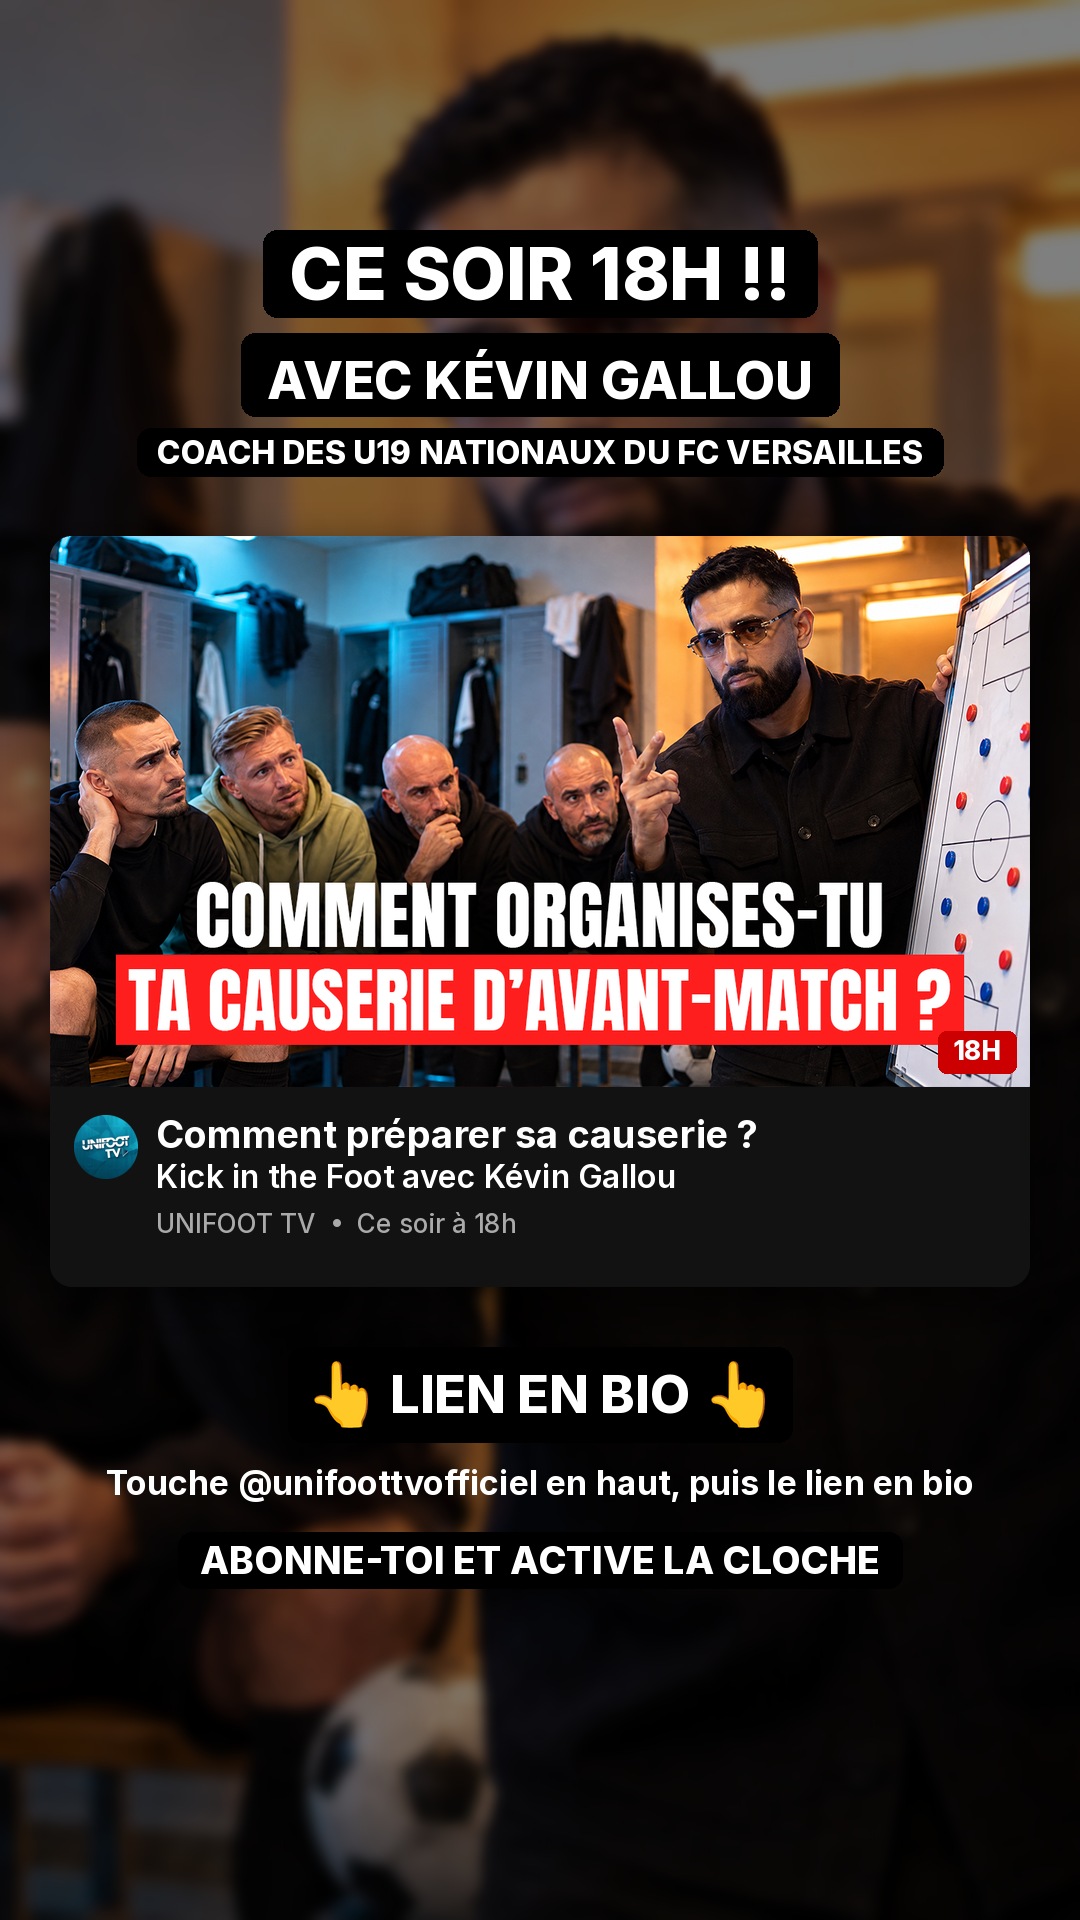 CE SOIR 18H !!
AVEC KÉVIN GALLOU
COACH DES U19 NATIONAUX DU FC VERSAILLES
COMMENT ORGANISES-TU
TA CAUSERIE D’AVANT-MATCH ?
18H
UNIFOOT
TV
Comment préparer sa causerie ?
Kick in the Foot avec Kévin Gallou
UNIFOOT TV • Ce soir à 18h
👆 LIEN EN BIO 👆
Touche @unifoottvofficiel en haut, puis le lien en bio
ABONNE-TOI ET ACTIVE LA CLOCHE